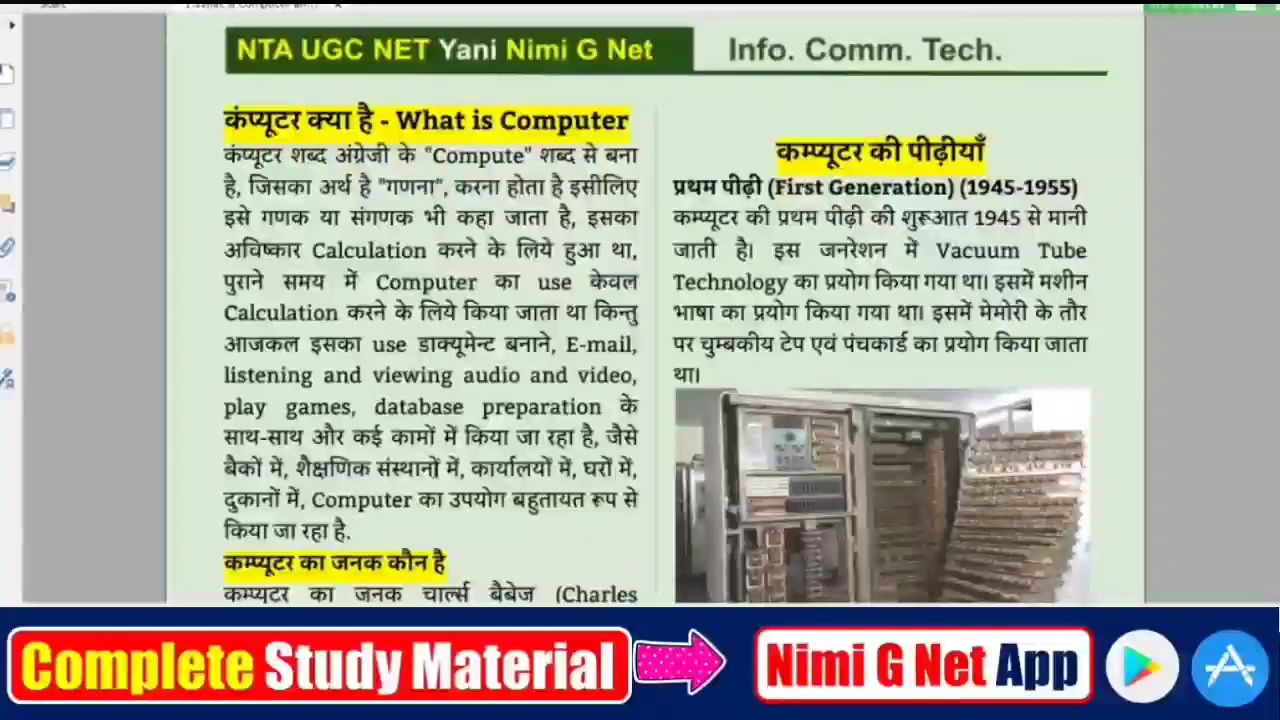 NTA UGC NET Yani Nimi G Net
Info. Comm. Tech.
कंप्यूटर क्या है - What is Computer
कंप्यूटर शब्द अंग्रेजी के "Compute" शब्द से बना
है, जिसका अर्थ है "गणना", करना होता है इसीलिए
इसे गणक या संगणक भी कहा जाता है, इसका
अविष्कार Calculation करने के लिये हुआ था,
पुराने समय में Computer का use केवल
Calculation करने के लिये किया जाता था किन्तु
आजकल इसका use डाक्यूमेन्ट बनाने, E-mail,
listening and viewing audio and video,
play games, database preparation के
साथ-साथ और कई कामों में किया जा रहा है, जैसे
बैकों में, शैक्षणिक संस्थानों में, कार्यालयों में, घरों में,
दुकानों में, Computer का उपयोग बहुतायत रूप से
किया जा रहा है.
कम्प्यूटर का जनक कौन है
कम्प्यूटर का जनक चार्ल्स बैबेज (Charles
कम्प्यूटर की पीढ़ीयाँ
प्रथम पीढ़ी (First Generation) (1945-1955)
कम्प्यूटर की प्रथम पीढ़ी की शुरूआत 1945 से मानी
जाती है। इस जनरेशन में Vacuum Tube
Technology का प्रयोग किया गया था। इसमें मशीन
भाषा का प्रयोग किया गया था। इसमें मेमोरी के तौर
पर चुम्बकीय टेप एवं पंचकार्ड का प्रयोग किया जाता
था।
Complete Study Material
Nimi G Net App